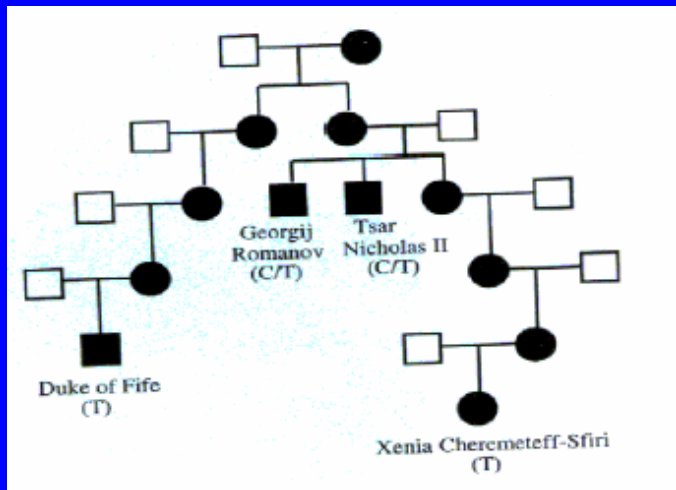 Georgij
Romanov
(C/T)
Tsar
Nicholas II
(C/T)
Duke of Fife
(T)
Xenia Cheremeteff-Sfiri
(T)